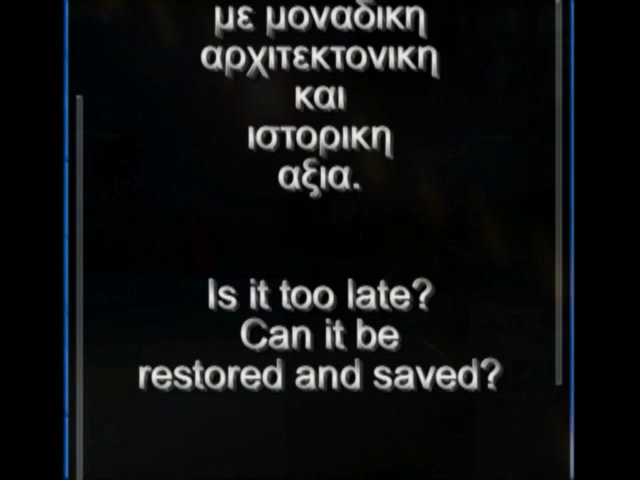 με μοναδικη
αρχιτεκτονικη
και
ιστορικη
αξια.
Is it too late?
Can it be
restored and saved?